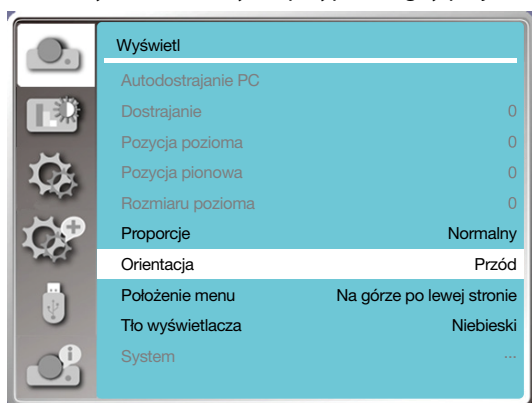 Wyświetl
Autodostrajanie PC
Dostrajanie 0
Pozycja pozioma 0
Pozycja pionowa 0
Rozmiaru pozioma 0
Proporcje Normalny
Orientacja Przód
Położenie menu Na górze po lewej stronie
Tło wyświetlacza Niebieski
System ...